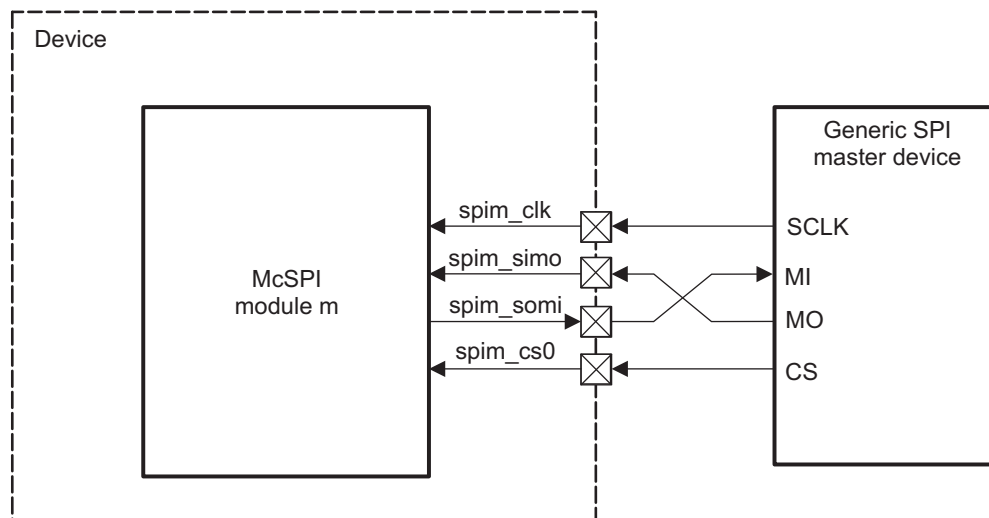 Device
McSPI
module m
spim_clk
spim_simo
spim_somi
spim_cs0
Generic SPI
master device
SCLK
MI
MO
CS